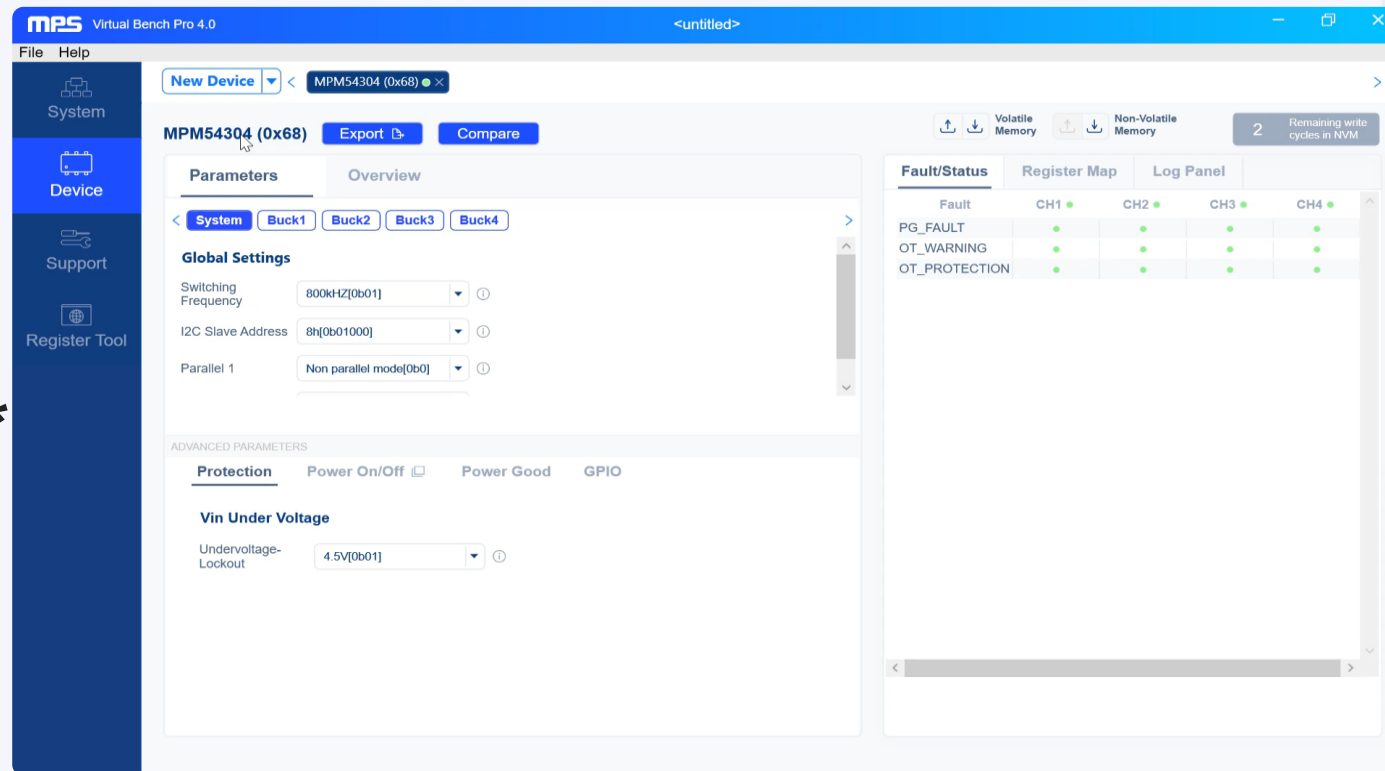 mps Virtual Bench Pro 4.0
<untitled>
File Help
System
Device
Support
Register Tool
New Device
MPM54304 (0x68)
MPM54304 (0x68)
Export
Compare
Volatile
Memory
Non-Volatile
Memory
2
Remaining write
cycles in NVM
Parameters
Overview
System
Buck1
Buck2
Buck3
Buck4
Global Settings
Switching
Frequency
800kHZ[0b01]
I2C Slave Address
8h[0b01000]
Parallel 1
Non parallel mode[0b0]
ADVANCED PARAMETERS
Protection
Power On/Off
Power Good
GPIO
Vin Under Voltage
Undervoltage-
Lockout
4.5V[0b01]
Fault/Status
Register Map
Log Panel
Fault CH1 CH2 CH3 CH4
PG_FAULT
OT_WARNING
OT_PROTECTION
*